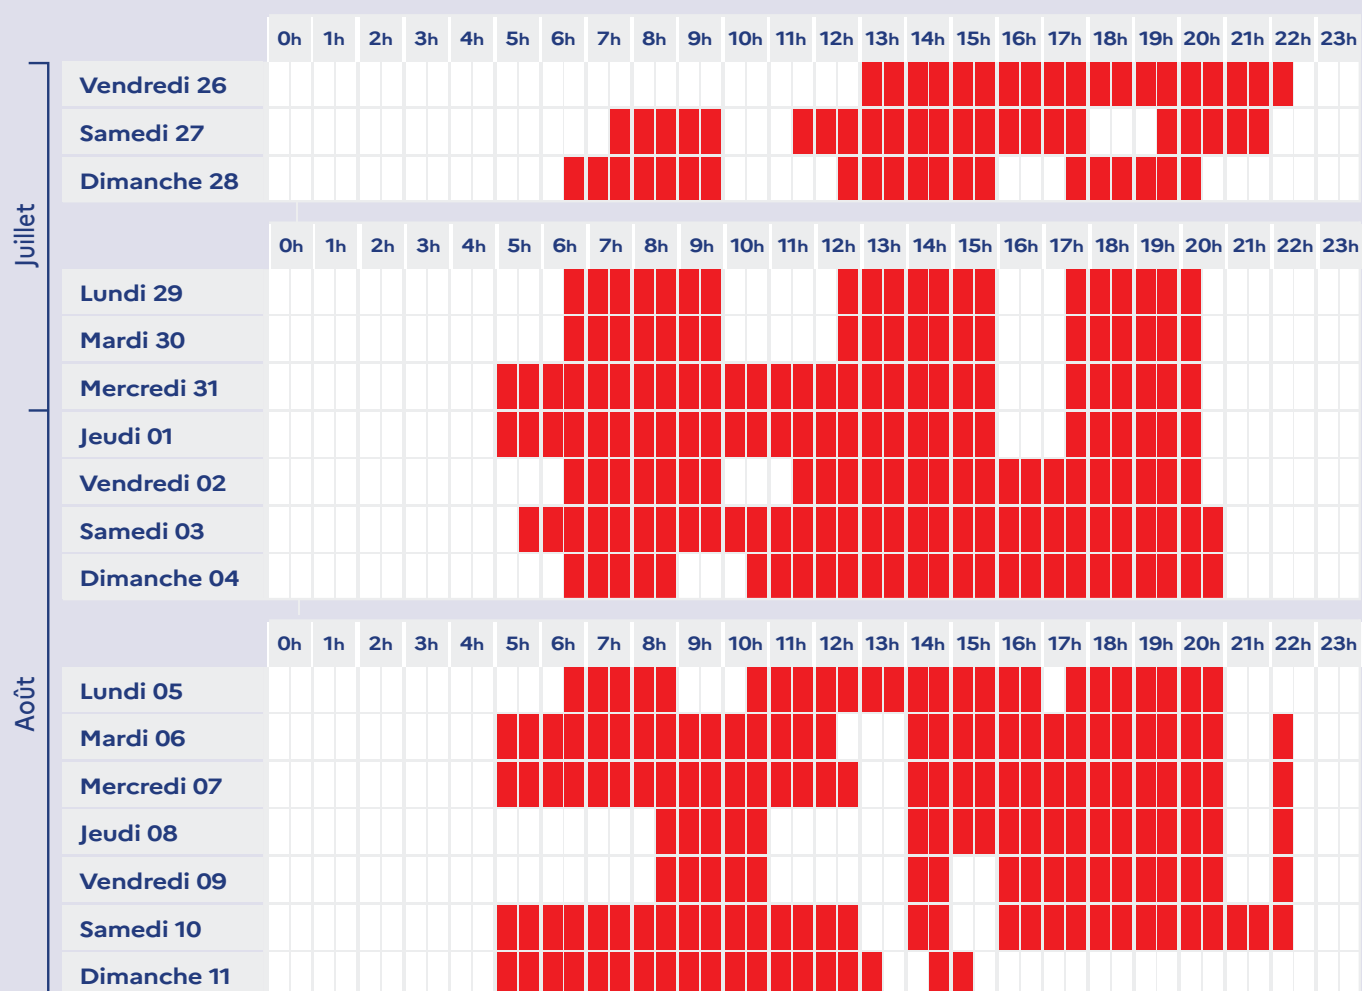 0h 1h 2h 3h 4h 5h 6h 7h 8h 9h 10h 11h 12h 13h 14h 15h 16h 17h 18h 19h 20h 21h 22h 23h
Juillet
Vendredi 26
Samedi 27
Dimanche 28
0h 1h 2h 3h 4h 5h 6h 7h 8h 9h 10h 11h 12h 13h 14h 15h 16h 17h 18h 19h 20h 21h 22h 23h
Lundi 29
Mardi 30
Mercredi 31
Août
Jeudi 01
Vendredi 02
Samedi 03
Dimanche 04
0h 1h 2h 3h 4h 5h 6h 7h 8h 9h 10h 11h 12h 13h 14h 15h 16h 17h 18h 19h 20h 21h 22h 23h
Lundi 05
Mardi 06
Mercredi 07
Jeudi 08
Vendredi 09
Samedi 10
Dimanche 11